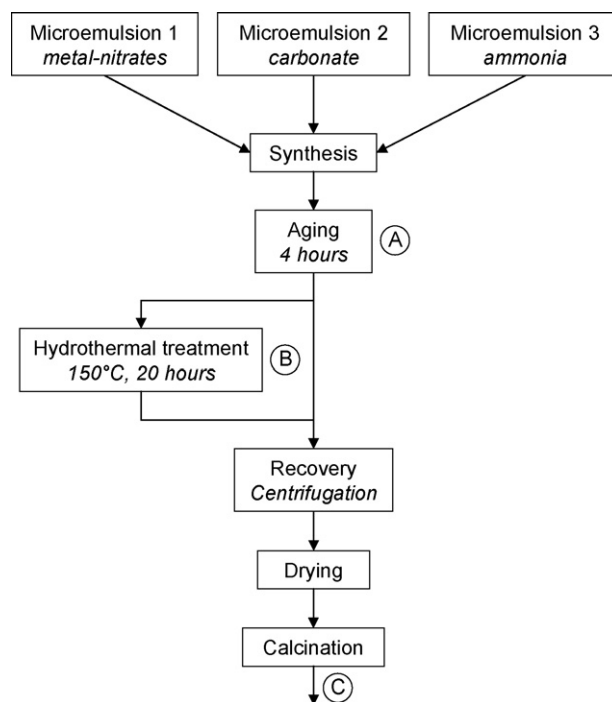 Microemulsion 1
metal-nitrates
Microemulsion 2
carbonate
Microemulsion 3
ammonia
Synthesis
Aging
4 hours
A
Hydrothermal treatment
150°C, 20 hours
B
Recovery
Centrifugation
Drying
Calcination
C